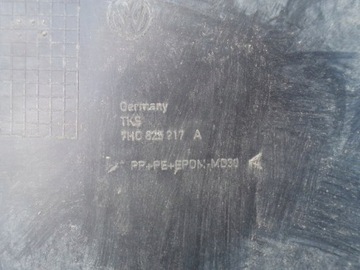 Germany
TKS
7H0 825 217 A
PP+PE+EPDM-MD30